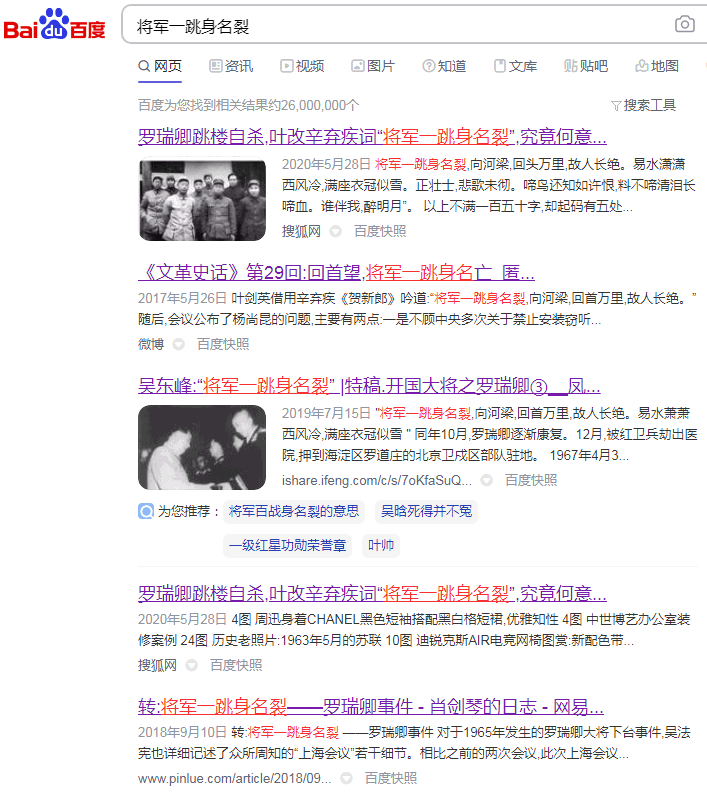 Bai du 百度
将军一跳身名裂
网页 资讯 视频 图片 知道 文库 贴吧 地图
百度为您找到相关结果约26,000,000个 搜索工具
罗瑞卿跳楼自杀,叶改辛弃疾词“将军一跳身名裂”,究竟何意...
2020年5月28日 将军一跳身名裂,向河梁,回头万里,故人长绝。易水潇潇
西风冷,满座衣冠似雪。正壮士,悲歌未彻。啼鸟还知如许恨,料不啼清泪长
啼血。谁伴我,醉明月”。 以上不满一百五十字,却起码有五处...
搜狐网 百度快照
《文革史话》第29回:回首望,将军一跳身名亡_匿...
2017年5月26日 叶剑英借用辛弃疾《贺新郎》吟道:“将军一跳身名裂,向河梁,回首万里,故人长绝。”
随后,会议公布了杨尚昆的问题,主要有两点:一是不顾中央多次关于禁止安装窃听...
微博 百度快照
吴东峰:“将军一跳身名裂” |特稿.开国大将之罗瑞卿③__凤...
2019年7月15日 "将军一跳身名裂,向河梁,回首万里,故人长绝。易水萧萧
西风冷,满座衣冠似雪 " 同年10月,罗瑞卿逐渐康复。12月,被红卫兵劫出医
院,押到海淀区罗道庄的北京卫戍区部队驻地。 1967年4月3...
ishare.ifeng.com/c/s/7oKfaSuQ... 百度快照
为您推荐: 将军百战身名裂的意思 吴晗死得并不冤
一级红星功勋荣誉章 叶帅
罗瑞卿跳楼自杀,叶改辛弃疾词“将军一跳身名裂”,究竟何意...
2020年5月28日 4图 周迅身着CHANEL黑色短袖搭配黑白格短裙,优雅知性 4图 中世博艺办公室装
修案例 24图 历史老照片:1963年5月的苏联 10图 迪锐克斯AIR电竞网椅图赏:新配色带...
搜狐网 百度快照
转:将军一跳身名裂——罗瑞卿事件 - 肖剑琴的日志 - 网易...
2018年9月10日 转:将军一跳身名裂 ——罗瑞卿事件 对于1965年发生的罗瑞卿大将下台事件,吴法
宪也详细记述了众所周知的“上海会议”若干细节。相比之前的两次会议,此次上海会议...
www.pinlue.com/article/2018/09... 百度快照